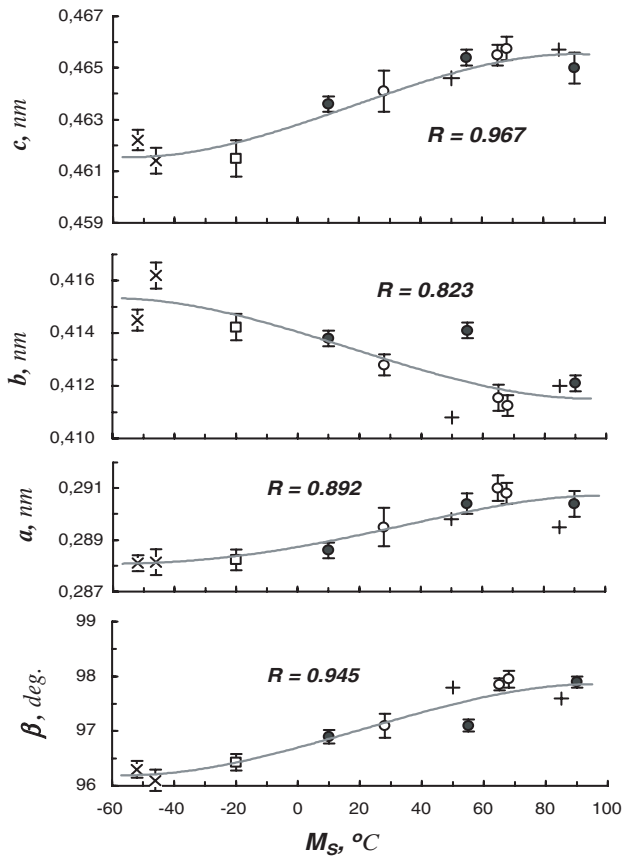 0,467
0,465
0,463
0,461
0,459
c, nm
R = 0.967
0,416
0,414
0,412
0,410
b, nm
R = 0.823
0,291
0,289
0,287
a, nm
R = 0.892
99
98
97
96
β, deg.
R = 0.945
-60 -40 -20 0 20 40 60 80 100
MS, ºC